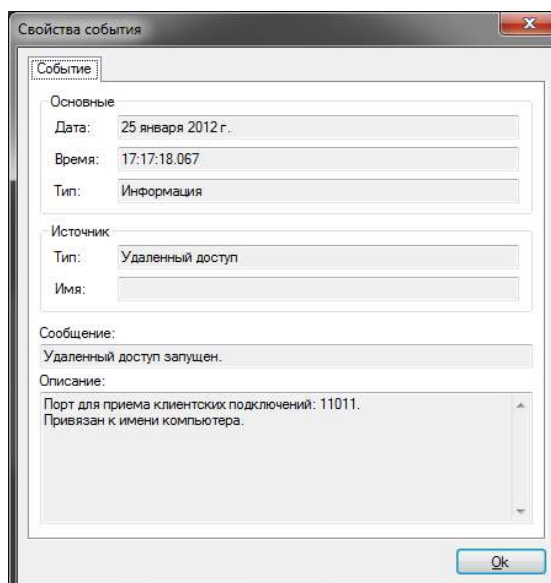 Свойства события
Событие
Основные
Дата: 25 января 2012 г.
Время: 17:17:18.067
Тип: Информация
Источник
Тип: Удаленный доступ
Имя:
Сообщение:
Удаленный доступ запущен.
Описание:
Порт для приема клиентских подключений: 11011.
Привязан к имени компьютера.
Ok